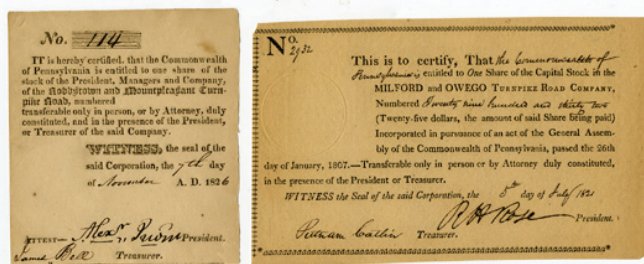 No. 114
IT is hereby certified, that the Commonwealth
of Pennsylvania is entitled to one share of the
stock of the President, Managers and Company,
of the Roddytown and Mountpleasant Turn-
pike Road, numbered
transferable only in person, or by Attorney, duly
constituted, and in the presence of the President,
or Treasurer of the said Company.
WITNESS, the seal of the
said Corporation, the 7th day
of November A. D. 1826
ATTEST— Alexr. President.
James Bell Treasurer.
No. 2932
This is to certify, That the Commonwealth of
Pennsylvania is entitled to One Share of the Capital Stock in the
MILFORD and OWEGO TURNPIKE ROAD COMPANY,
Numbered Twenty nine hundred and thirty two
(Twenty-five dollars, the amount of said Share being paid)
Incorporated in pursuance of an act of the General Assem-
bly of the Commonwealth of Pennsylvania, passed the 26th
day of January, 1807.—Transferable only in person or by Attorney duly constituted,
in the presence of the President or Treasurer.
WITNESS the Seal of the said Corporation, the 5th day of July 1821
R H Rose President.
Putnam Catlin Treasurer.